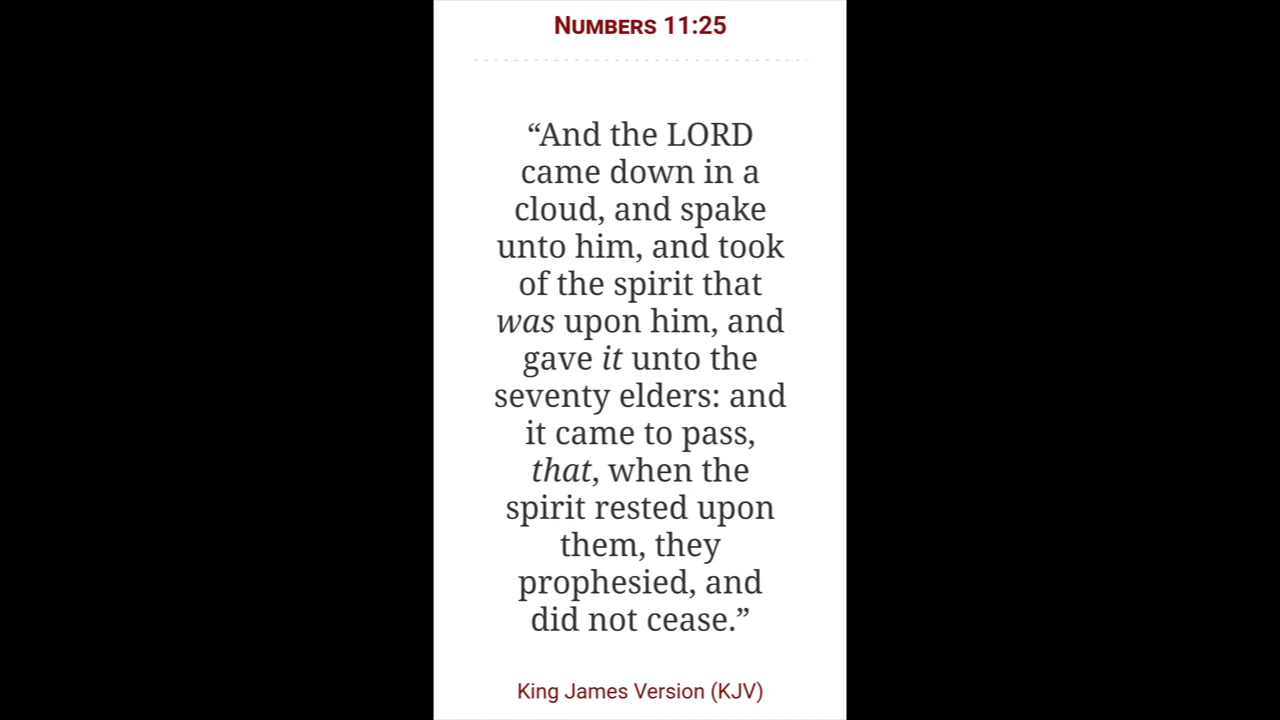 NUMBERS 11:25
“And the LORD
came down in a
cloud, and spake
unto him, and took
of the spirit that
was upon him, and
gave it unto the
seventy elders: and
it came to pass,
that, when the
spirit rested upon
them, they
prophesied, and
did not cease.”
King James Version (KJV)